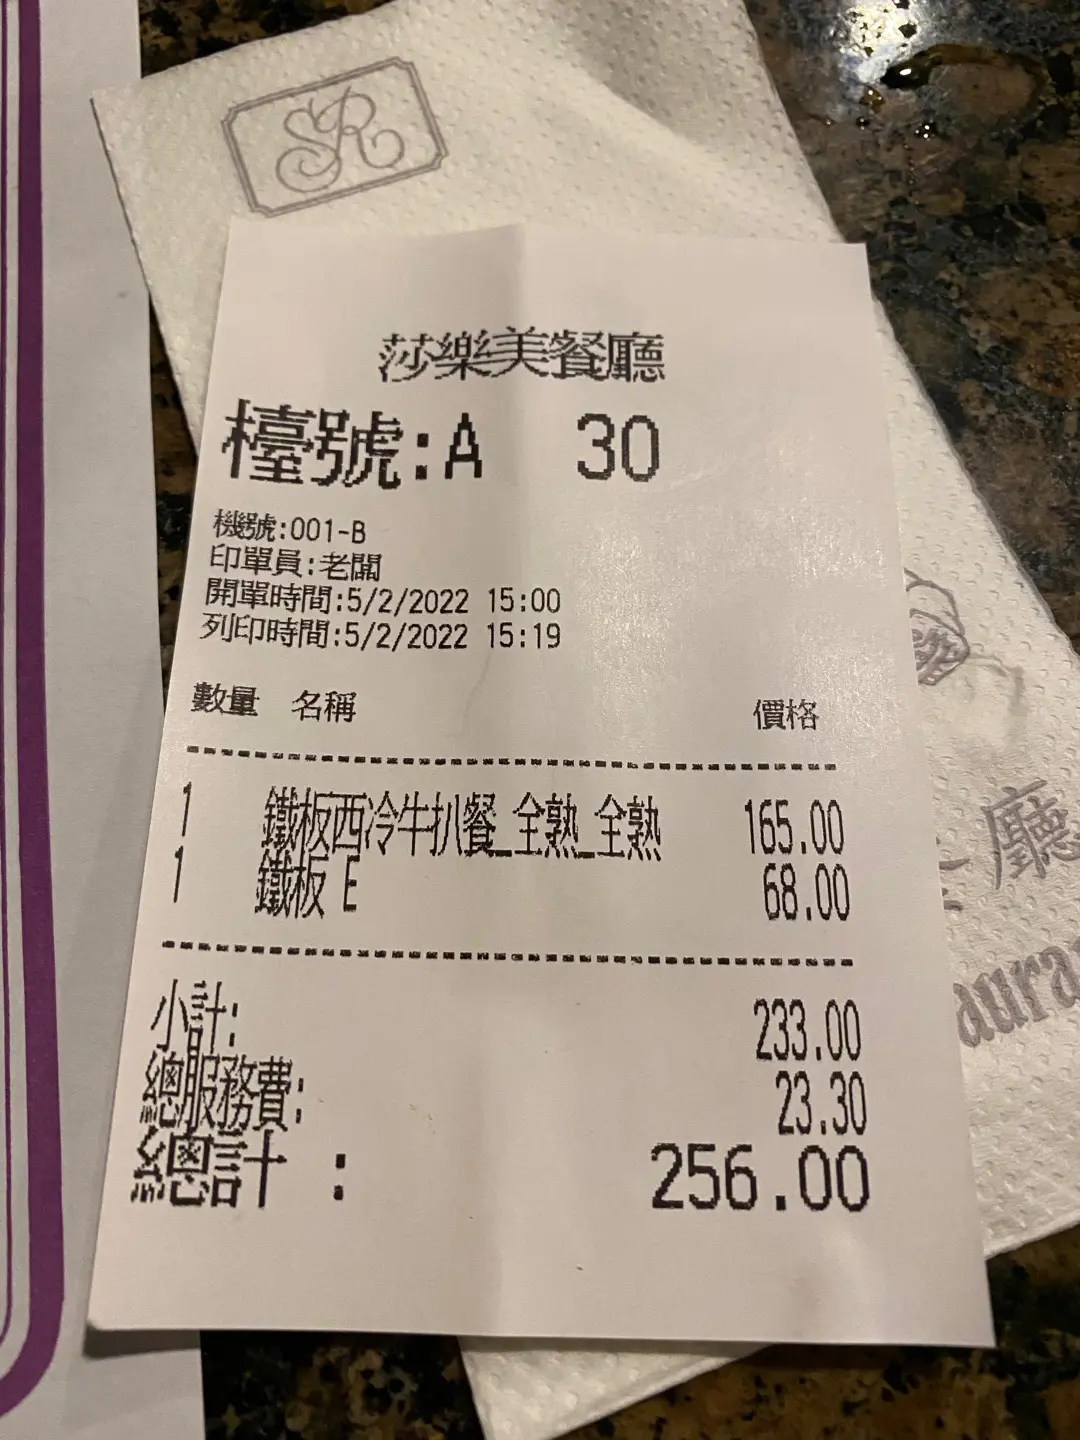 SR
莎樂美餐廳
檯號:A 30
機號:001-B
印單員:老闆
開單時間:5/2/2022 15:00
列印時間:5/2/2022 15:19
數量 名稱 價格
1 鐵板西冷牛扒餐_全熟_全熟 165.00
1 鐵板 E 68.00
小計: 233.00
總服務費: 23.30
總計 : 256.00
廳